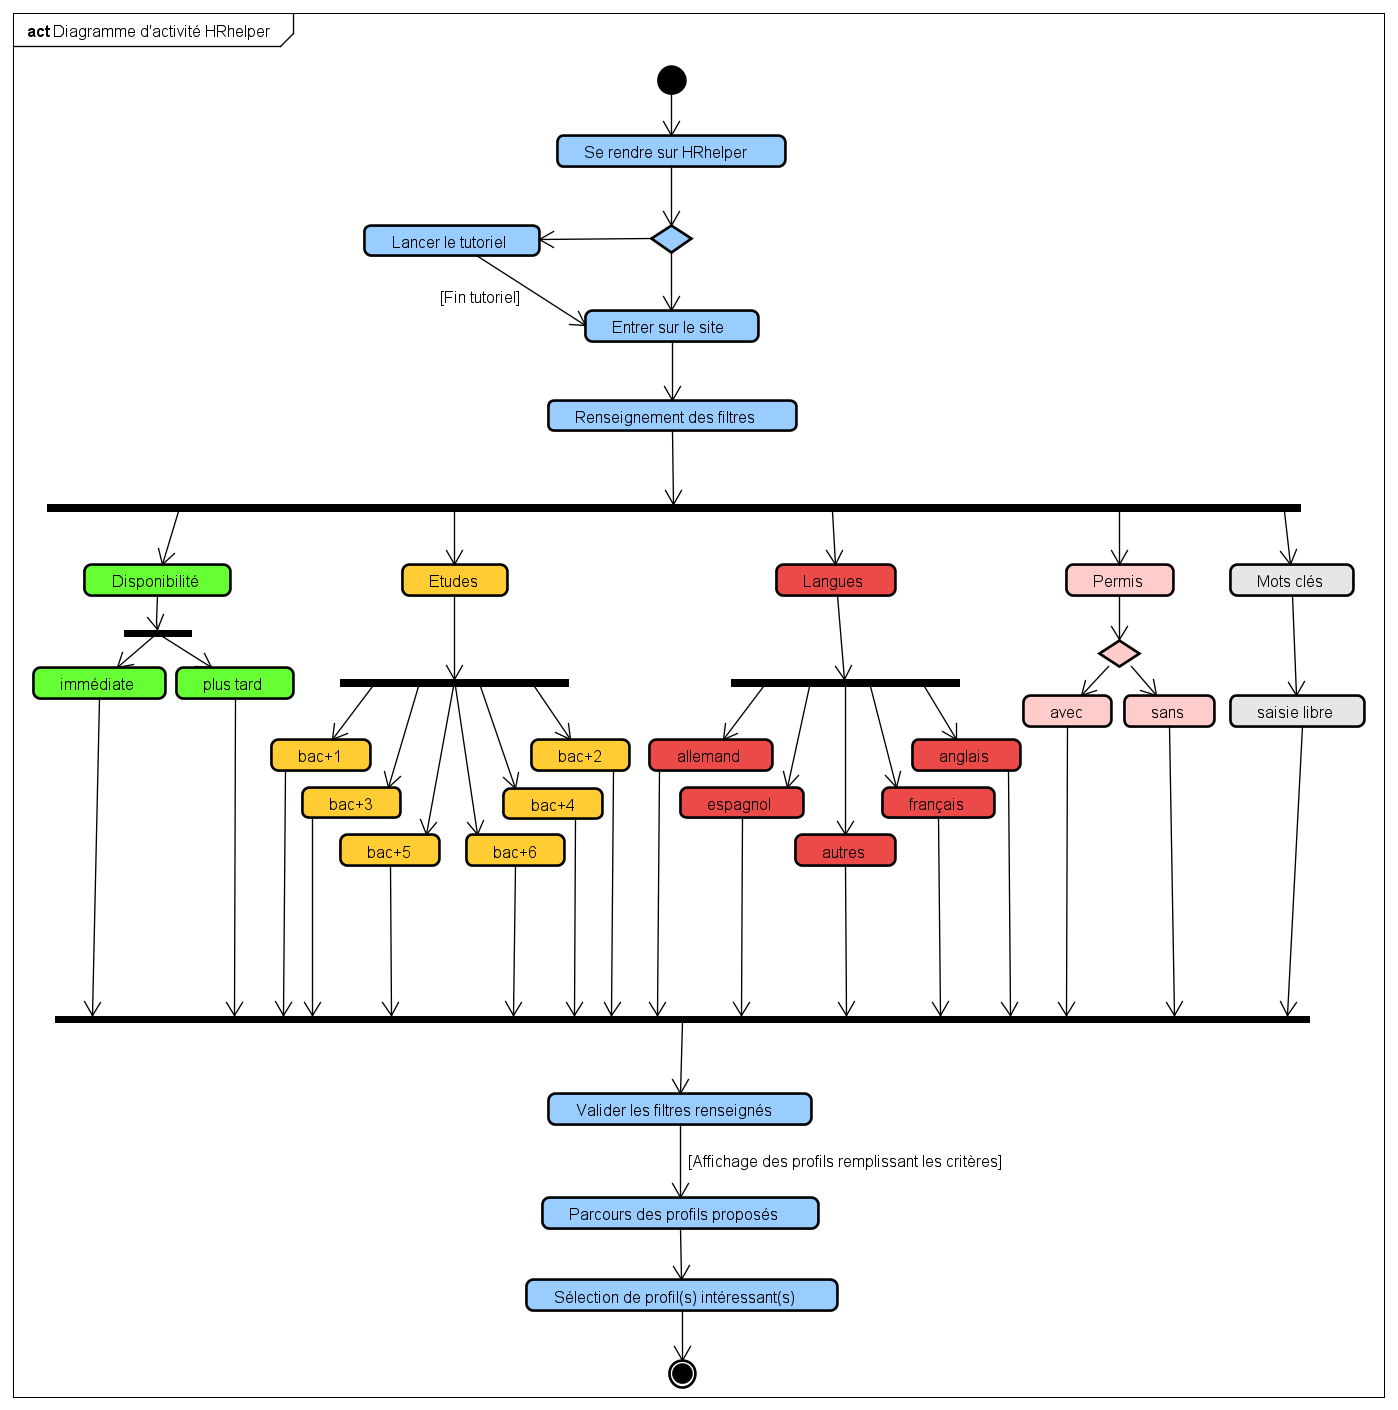 act Diagramme d'activité HRhelper
Se rendre sur HRhelper
Lancer le tutoriel
[Fin tutoriel]
Entrer sur le site
Renseignement des filtres
Disponibilité
Etudes
Langues
Permis
Mots clés
immédiate
plus tard
avec
sans
saisie libre
bac+1
bac+2
allemand
anglais
bac+3
bac+4
espagnol
français
bac+5
bac+6
autres
Valider les filtres renseignés
[Affichage des profils remplissant les critères]
Parcours des profils proposés
Sélection de profil(s) intéressant(s)